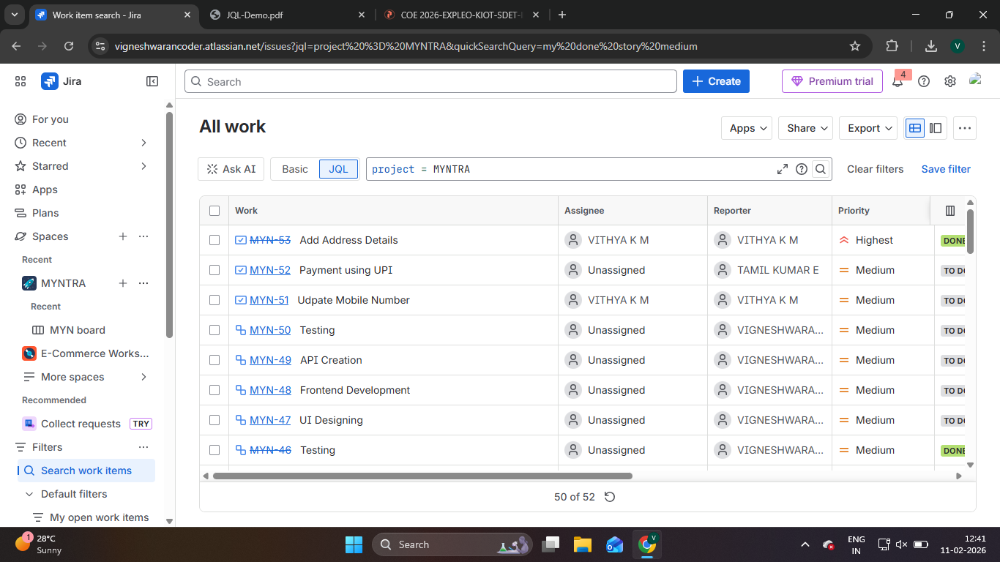 Work item search - Jira
JQL-Demo.pdf
COE 2026-EXPLEO-KIOT-SDET-
vigneshwarancoder.atlassian.net/issues?jql=project%20%3D%20MYNTRA&quickSearchQuery=my%20done%20story%20medium
V
Jira
Search
Create
Premium trial
4
For you
Recent
Starred
Apps
Plans
Spaces
Recent
MYNTRA
Recent
MYN board
E-Commerce Works...
More spaces
Recommended
Collect requests TRY
Filters
Search work items
Default filters
My open work items
All work
Apps
Share
Export
Ask AI
Basic
JQL
project = MYNTRA
Clear filters
Save filter
Work Assignee Reporter Priority
MYN-53 Add Address Details VITHYA K M VITHYA K M Highest DONE
MYN-52 Payment using UPI Unassigned TAMIL KUMAR E Medium TO DO
MYN-51 Udpate Mobile Number VITHYA K M VITHYA K M Medium TO DO
MYN-50 Testing Unassigned VIGNESHWARA... Medium TO DO
MYN-49 API Creation Unassigned VIGNESHWARA... Medium TO DO
MYN-48 Frontend Development Unassigned VIGNESHWARA... Medium TO DO
MYN-47 UI Designing Unassigned VIGNESHWARA... Medium TO DO
MYN-46 Testing Unassigned VIGNESHWARA... Medium DONE
50 of 52
1
28°C
Sunny
Search
V
ENG
IN
12:41
11-02-2026